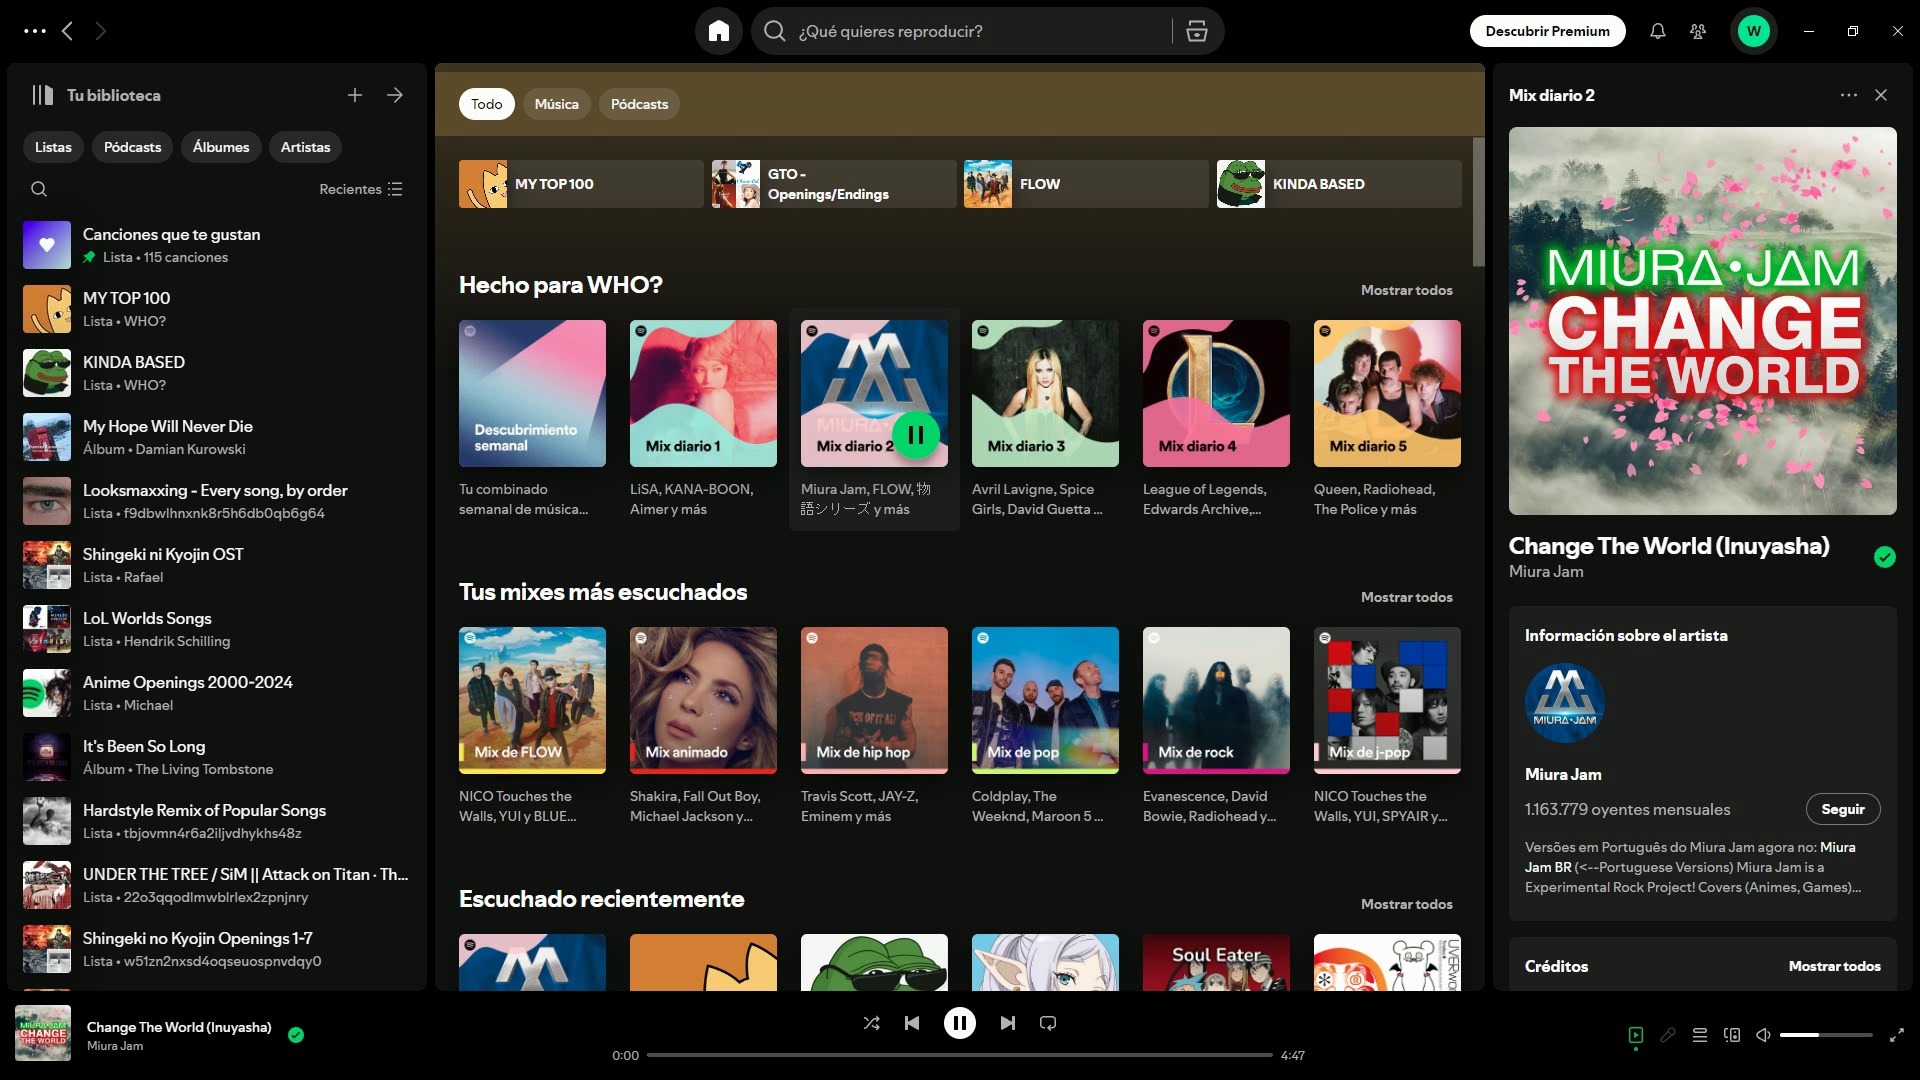 ¿Qué quieres reproducir?
Descubrir Premium
W
Tu biblioteca
Listas
Pódcasts
Álbumes
Artistas
Recientes
Canciones que te gustan
Lista • 115 canciones
MY TOP 100
Lista • WHO?
KINDA BASED
Lista • WHO?
My Hope Will Never Die
Álbum • Damian Kurowski
Looksmaxxing - Every song, by order
Lista • f9dbwlhnxnk8r5h6db0qb6g64
Shingeki ni Kyojin OST
Lista • Rafael
LoL Worlds Songs
Lista • Hendrik Schilling
Anime Openings 2000-2024
Lista • Michael
It's Been So Long
Álbum • The Living Tombstone
Hardstyle Remix of Popular Songs
Lista • tbjovmn4r6a2iljvdhykhs48z
UNDER THE TREE / SiM || Attack on Titan · Th...
Lista • 22o3qqodlmwblrlex2zpnjnry
Shingeki no Kyojin Openings 1-7
Lista • w51zn2nxsd4oqseuospnvdqy0
Todo
Música
Pódcasts
MY TOP 100
GTO -
Openings/Endings
FLOW
KINDA BASED
Hecho para WHO?
Mostrar todos
Descubrimiento
semanal
Mix diario 1
Mix diario 2
Mix diario 3
Mix diario 4
Mix diario 5
Tu combinado
semanal de música...
LiSA, KANA-BOON,
Aimer y más
Miura Jam, FLOW, 物
語シリーズ y más
Avril Lavigne, Spice
Girls, David Guetta ...
League of Legends,
Edwards Archive,...
Queen, Radiohead,
The Police y más
Tus mixes más escuchados
Mostrar todos
Mix de FLOW
Mix animado
Mix de hip hop
Mix de pop
Mix de rock
Mix de j-pop
NICO Touches the
Walls, YUI y BLUE...
Shakira, Fall Out Boy,
Michael Jackson y...
Travis Scott, JAY-Z,
Eminem y más
Coldplay, The
Weeknd, Maroon 5 ...
Evanescence, David
Bowie, Radiohead y...
NICO Touches the
Walls, YUI, SPYAIR y...
Escuchado recientemente
Mostrar todos
Soul Eater
Mix diario 2
MIURA•JAM
CHANGE
THE WORLD
Change The World (Inuyasha)
Miura Jam
Información sobre el artista
MIURA•JAM
Miura Jam
1.163.779 oyentes mensuales
Seguir
Versões em Português do Miura Jam agora no: Miura
Jam BR (<--Portuguese Versions) Miura Jam is a
Experimental Rock Project! Covers (Animes, Games)...
Créditos
Mostrar todos
MIURA•JAM
CHANGE
THE WORLD
Change The World (Inuyasha)
Miura Jam
0:00
4:47